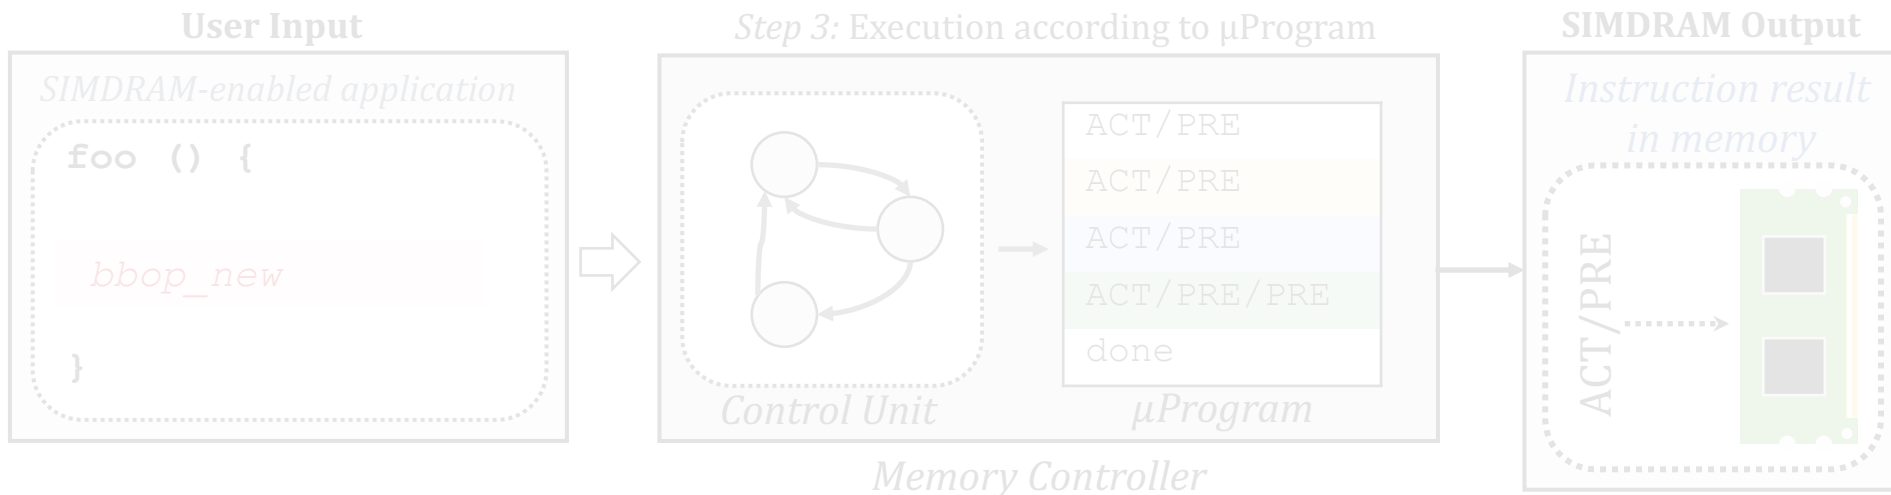 User Input
SIMDRAM-enabled application
foo () {
bbop_new
}
Step 3: Execution according to µProgram
Control Unit
ACT/PRE
ACT/PRE
ACT/PRE
ACT/PRE/PRE
done
µProgram
Memory Controller
SIMDRAM Output
Instruction result
in memory
ACT/PRE